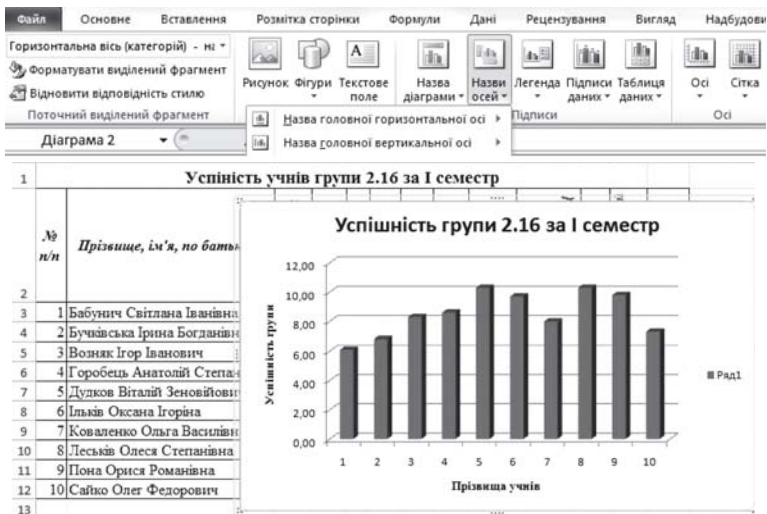 Файл Основне Вставлення Розмітка сторінки Формули Дані Рецензування Вигляд Надбудови
Горизонтальна вісь (категорій) - на
Форматувати виділений фрагмент
Відновити відповідність стилю
Поточний виділений фрагмент
Рисунок Фігури Текстове поле
Назва діаграми Назви осей Легенда Підписи даних Таблиця даних
Підписи
Осі Сітка
Осі
Назва головної горизонтальної осі
Назва головної вертикальної осі
Діаграма 2
1 Успіність учнів групи 2.16 за І семестр
2 № п/п Прізвище, ім'я, по батьк
3 1 Бабунич Світлана Іванівна
4 2 Бучківська Ірина Богданівн
5 3 Возняк Ігор Іванович
6 4 Горобець Анатолій Степан
7 5 Дудков Віталій Зеновійови
8 6 Ільків Оксана Ігоріна
9 7 Коваленко Ольга Василівн
10 8 Леськів Олеся Степанівна
11 9 Пона Орися Романівна
12 10 Сайко Олег Федорович
13
Успішність групи 2.16 за І семестр
Успішність групи
12,00
10,00
8,00
6,00
4,00
2,00
0,00
1 2 3 4 5 6 7 8 9 10
Прізвища учнів
Ряд1